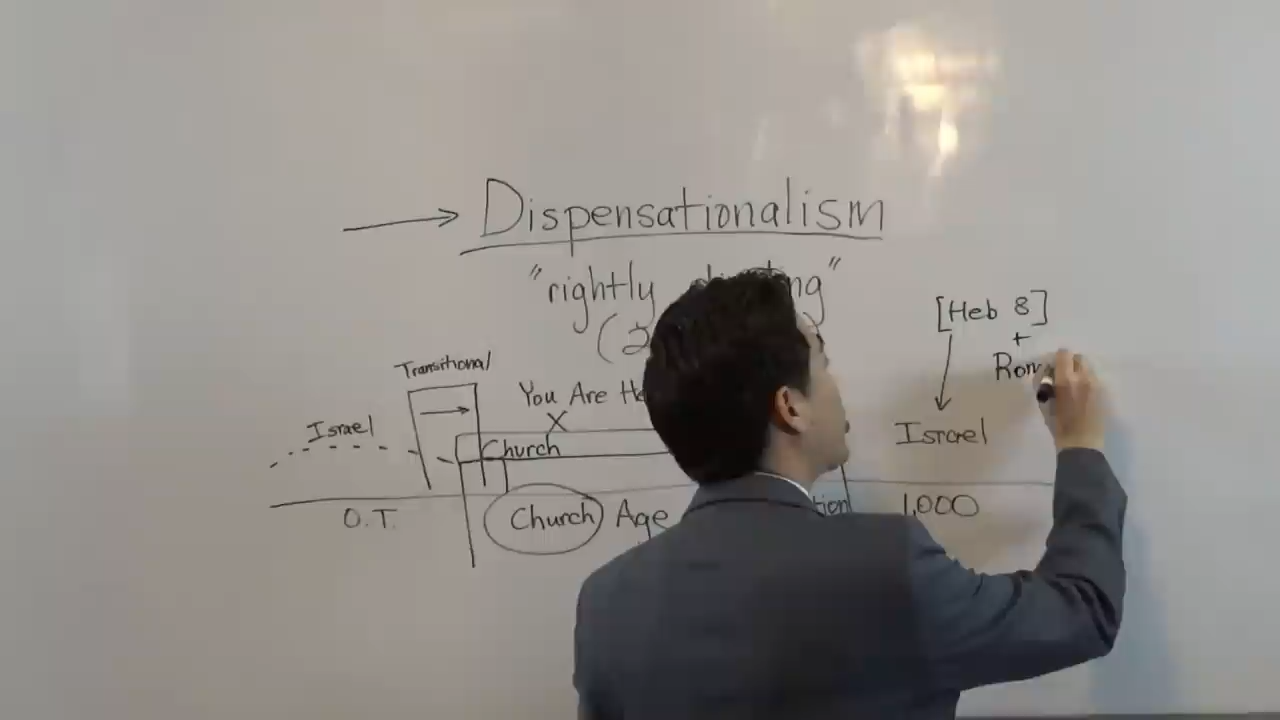 Dispensationalism
"rightly
[Heb 8]
+
Transitional
You Are
Israel
Church
Israel
O.T.
Church Age
1,000